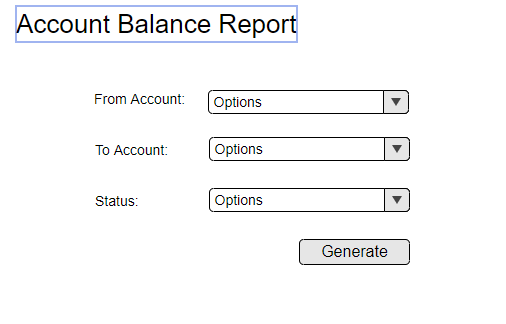 Account Balance Report
From Account: Options
To Account: Options
Status: Options
Generate